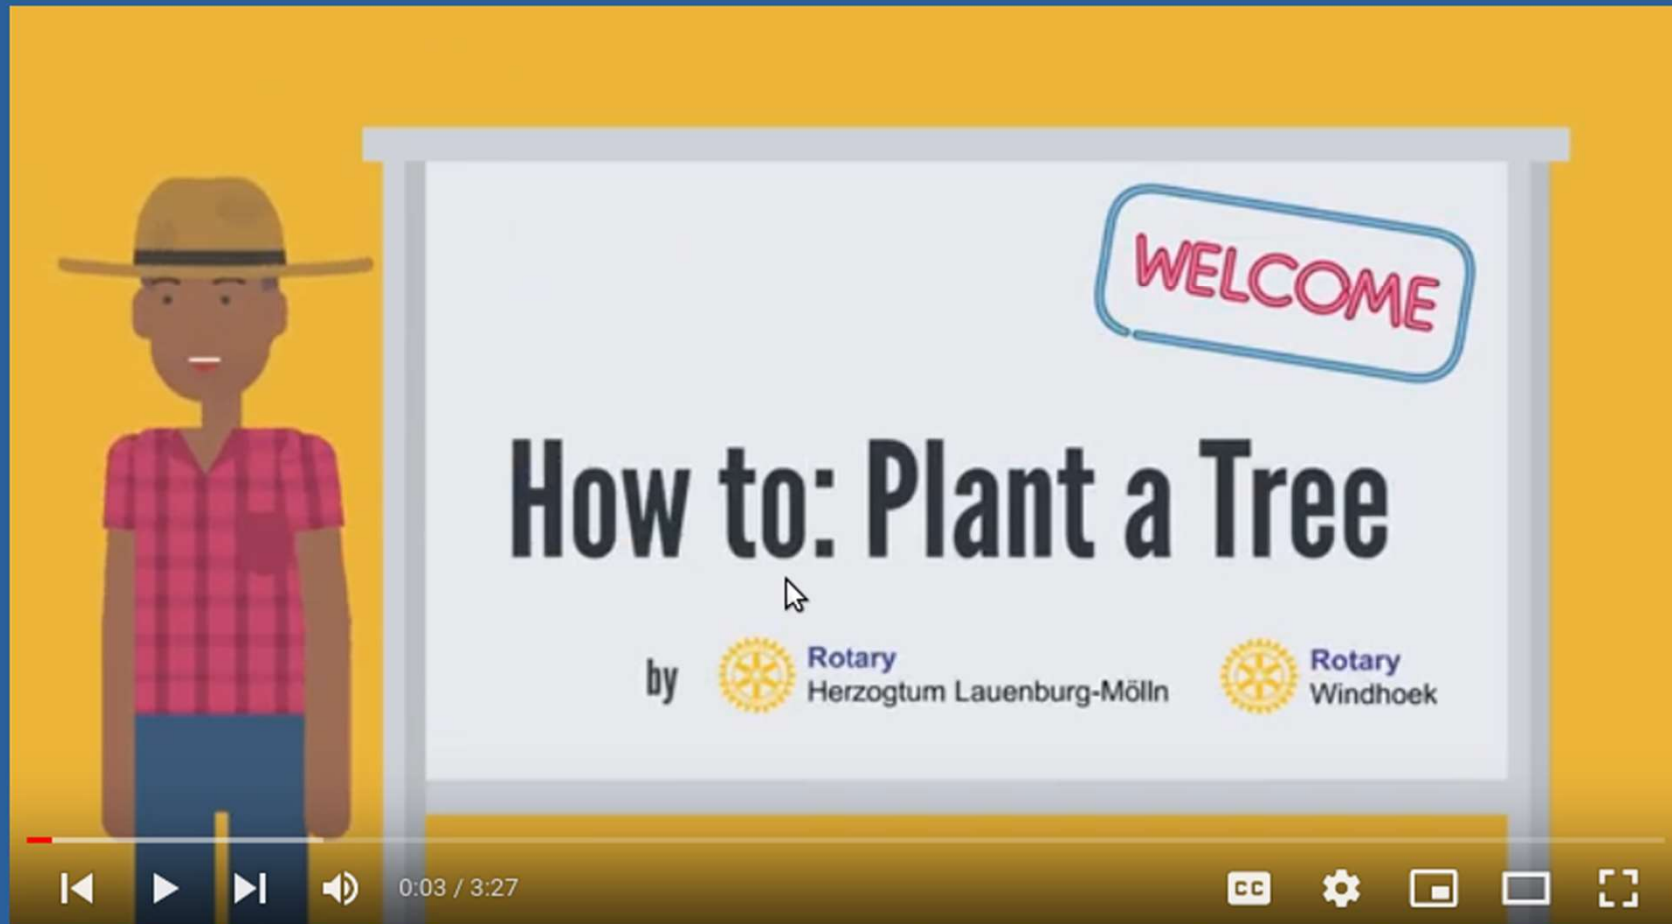 WELCOME
How to: Plant a Tree
by
Rotary
Herzogtum Lauenburg-Mölln
Rotary
Windhoek
0:03 / 3:27
CC